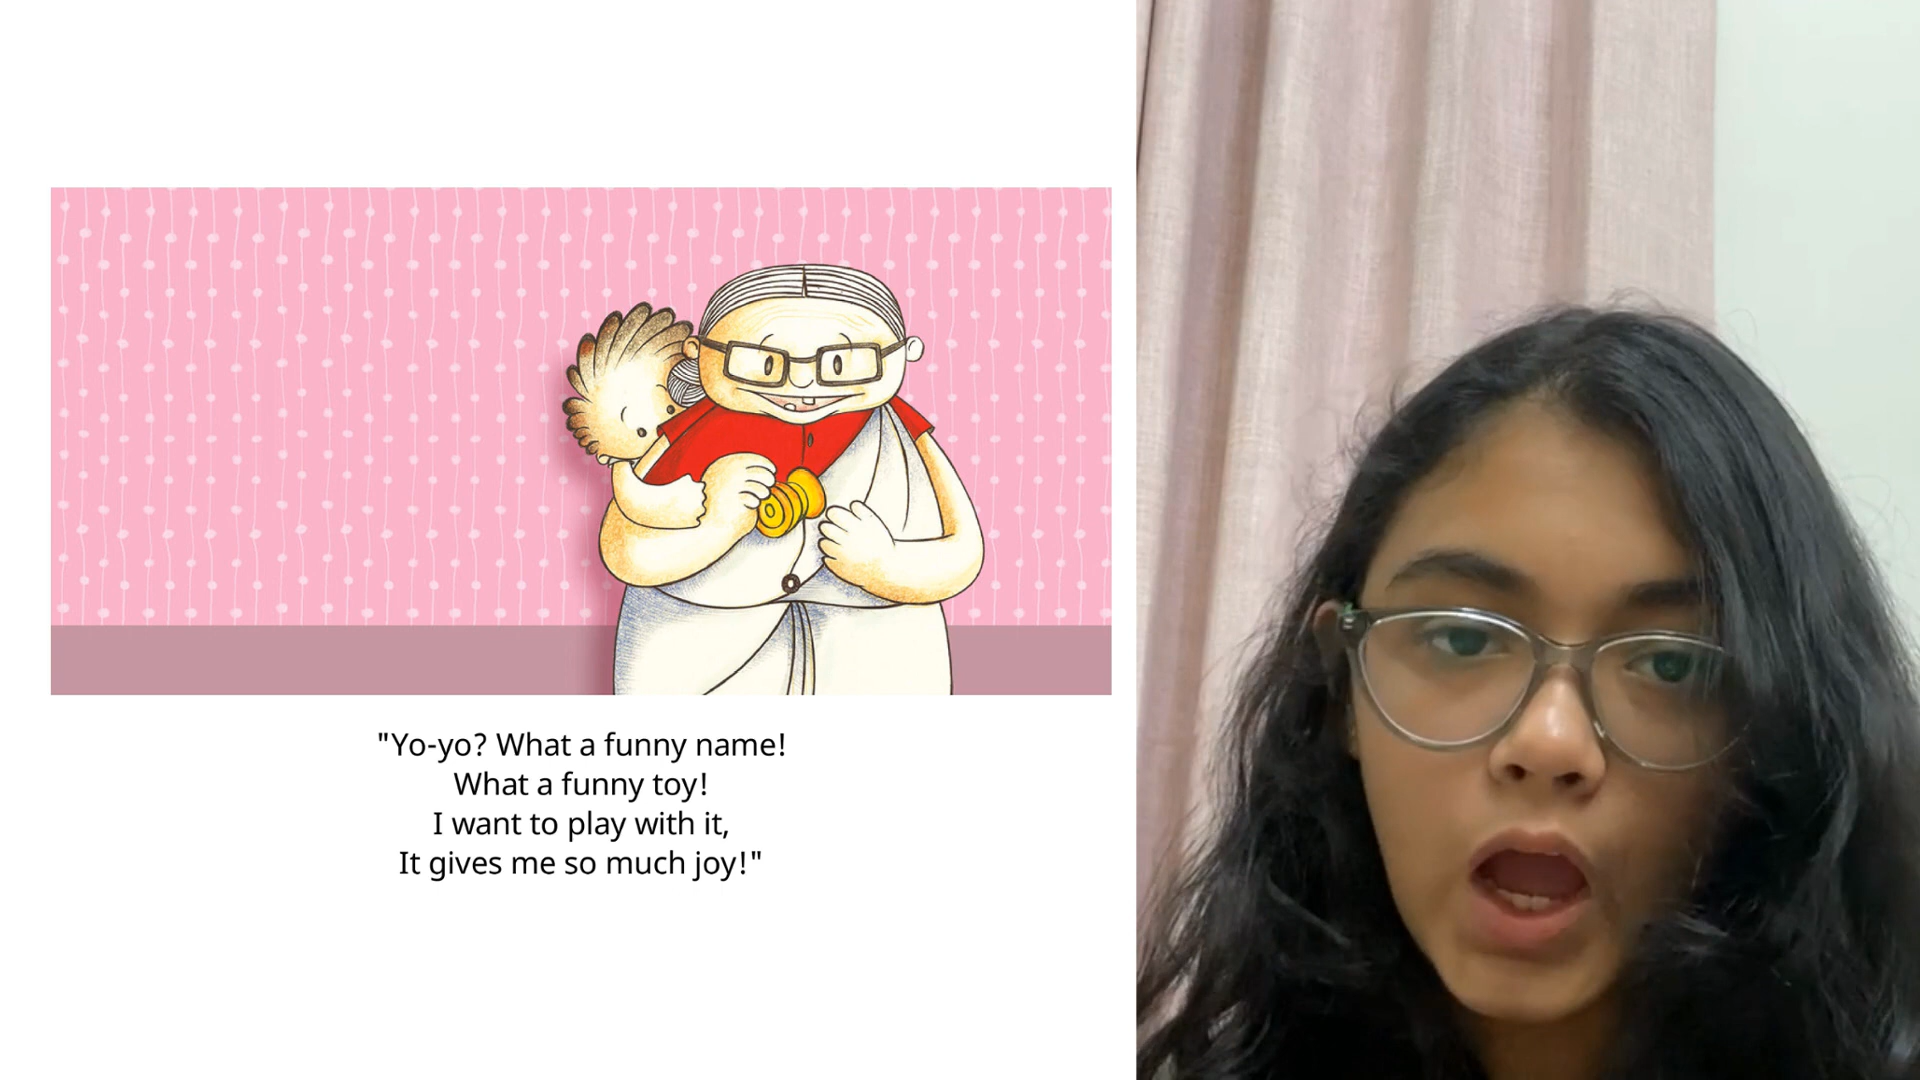 "Yo-yo? What a funny name!
What a funny toy!
I want to play with it,
It gives me so much joy!"